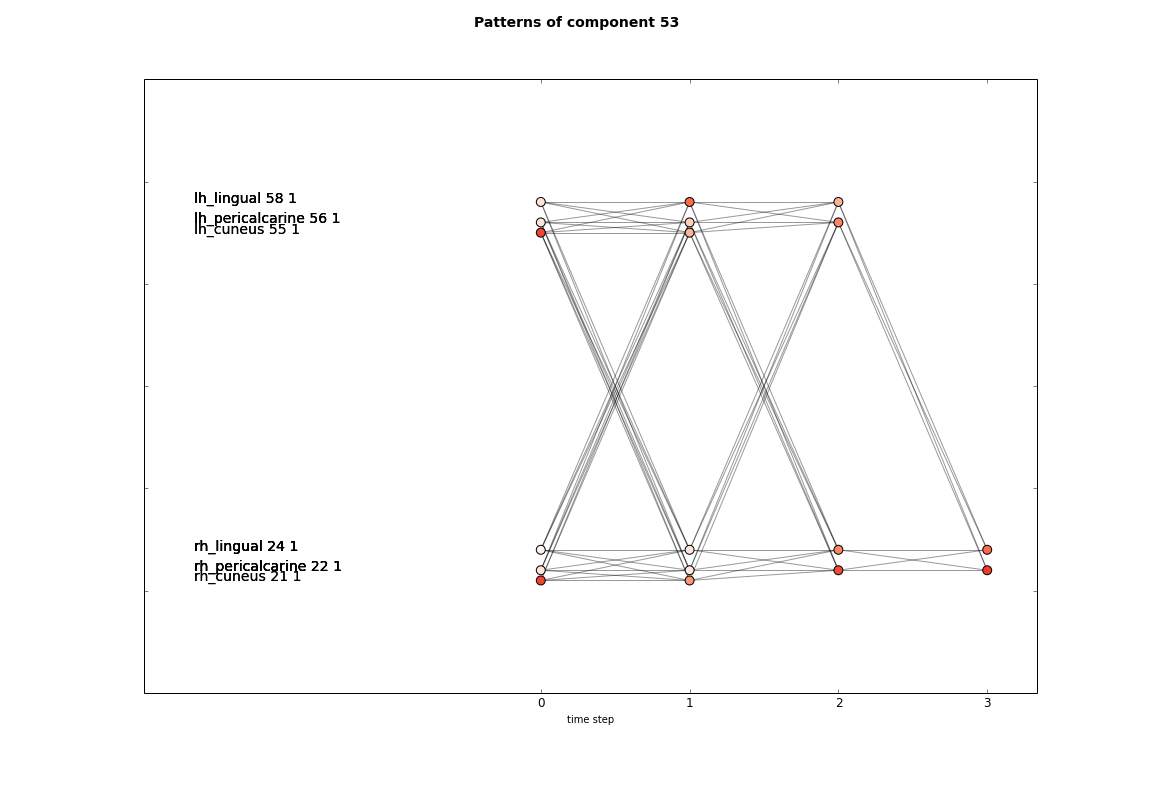 Patterns of component 53
lh_lingual 58 1
lh_pericalcarine 56 1
lh_cuneus 55 1
rh_lingual 24 1
rh_pericalcarine 22 1
rh_cuneus 21 1
0 1 2 3
time step